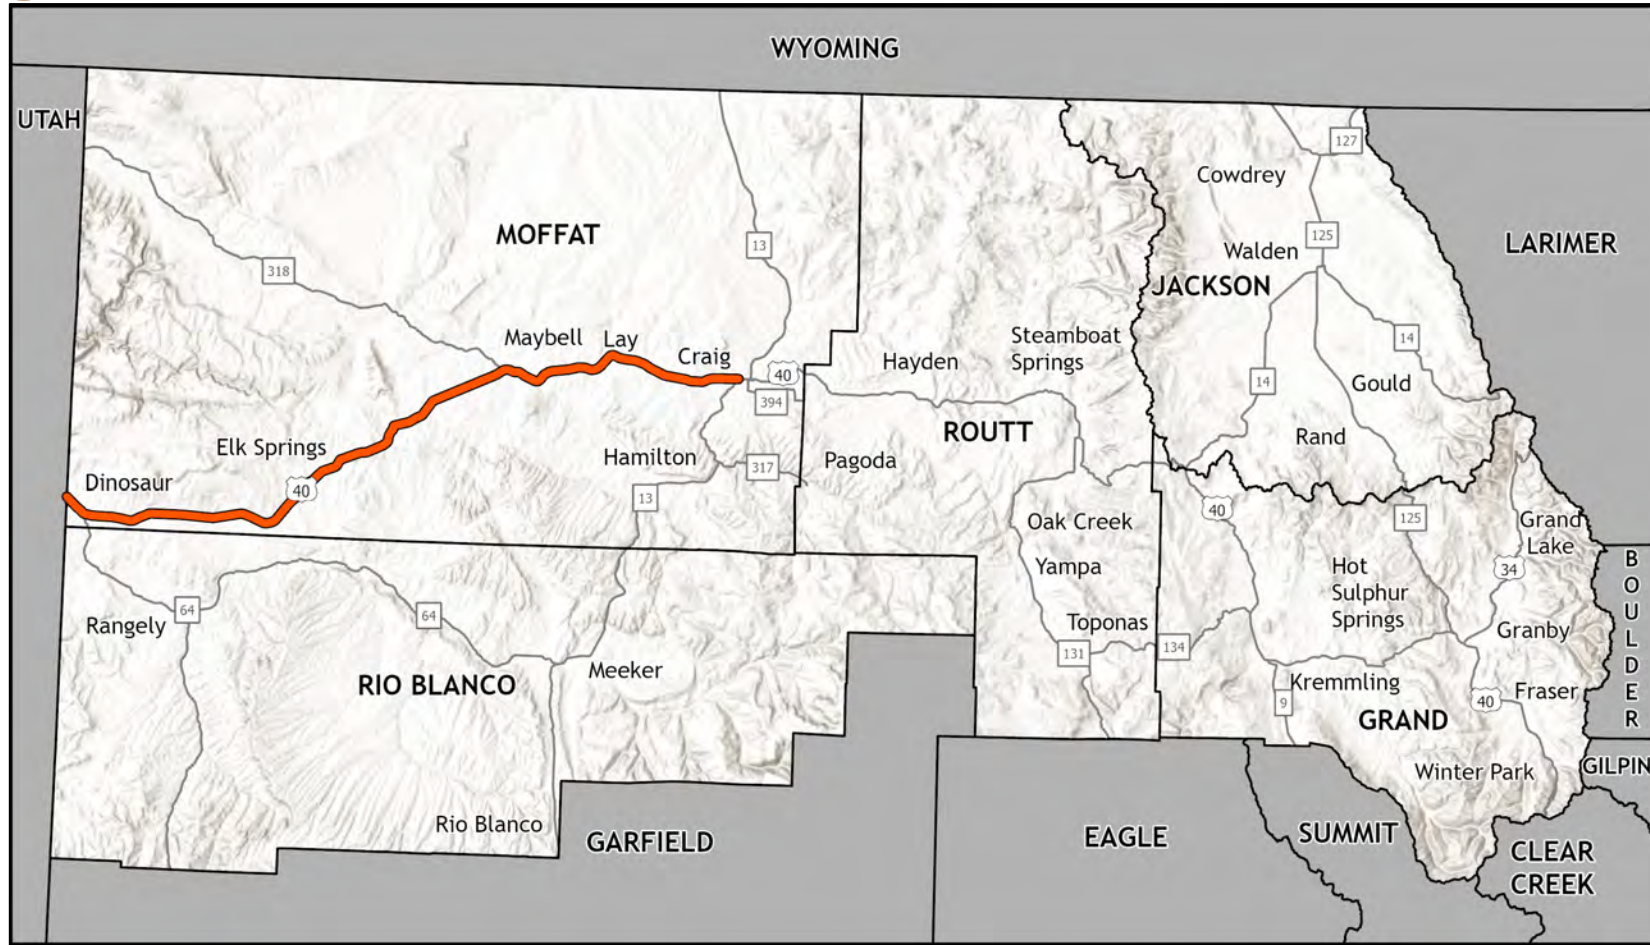 WYOMING
UTAH
127
Cowdrey
MOFFAT
13
125
Walden
LARIMER
318
JACKSON
Maybell
Lay
Steamboat
Springs
14
Craig
Hayden
40
14
Gould
394
ROUTT
Rand
Elk Springs
Hamilton
317
Pagoda
Dinosaur
40
13
40
125
Oak Creek
Grand
Lake
Yampa
Hot
Sulphur
Springs
34
B
O
U
L
D
E
R
64
64
Rangely
Toponas
Granby
131
134
Meeker
RIO BLANCO
Kremmling
9
40
Fraser
GRAND
Winter Park
GILPIN
Rio Blanco
GARFIELD
EAGLE
SUMMIT
CLEAR
CREEK